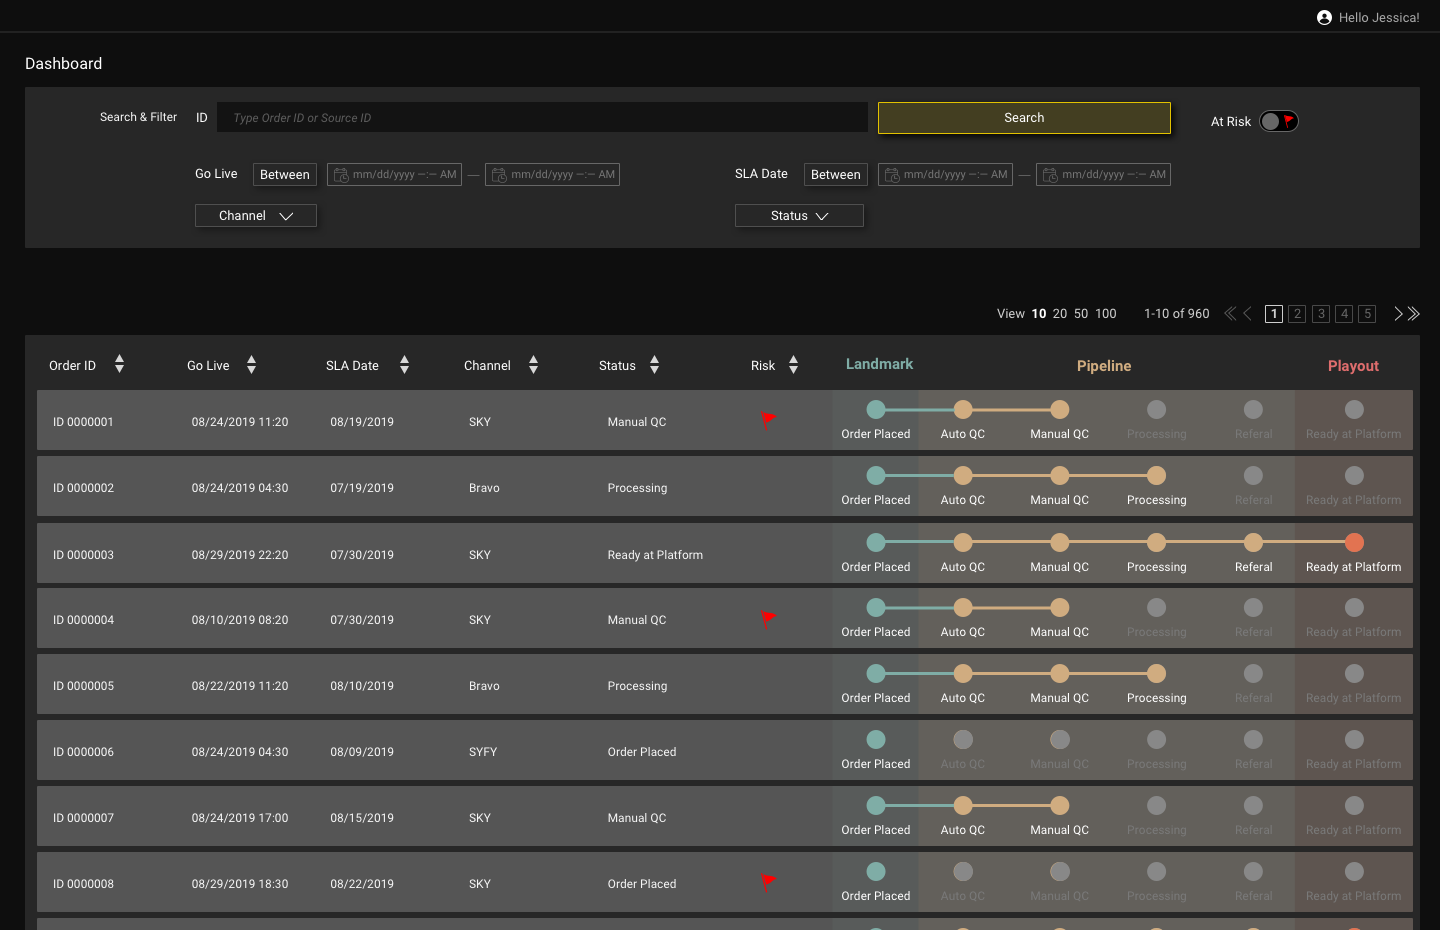 Hello Jessica!
Dashboard
Search & Filter ID Type Order ID or Source ID Search At Risk
Go Live Between mm/dd/yyyy —:— AM — mm/dd/yyyy —:— AM SLA Date Between mm/dd/yyyy —:— AM — mm/dd/yyyy —:— AM
Channel Status
View 10 20 50 100 1-10 of 960 1 2 3 4 5
Order ID Go Live SLA Date Channel Status Risk Landmark Pipeline Playout
ID 0000001 08/24/2019 11:20 08/19/2019 SKY Manual QC
Order Placed Auto QC Manual QC Processing Referal Ready at Platform
ID 0000002 08/24/2019 04:30 07/19/2019 Bravo Processing
Order Placed Auto QC Manual QC Processing Referal Ready at Platform
ID 0000003 08/29/2019 22:20 07/30/2019 SKY Ready at Platform
Order Placed Auto QC Manual QC Processing Referal Ready at Platform
ID 0000004 08/10/2019 08:20 07/30/2019 SKY Manual QC
Order Placed Auto QC Manual QC Processing Referal Ready at Platform
ID 0000005 08/22/2019 11:20 08/10/2019 Bravo Processing
Order Placed Auto QC Manual QC Processing Referal Ready at Platform
ID 0000006 08/24/2019 04:30 08/09/2019 SYFY Order Placed
Order Placed Auto QC Manual QC Processing Referal Ready at Platform
ID 0000007 08/24/2019 17:00 08/15/2019 SKY Manual QC
Order Placed Auto QC Manual QC Processing Referal Ready at Platform
ID 0000008 08/29/2019 18:30 08/22/2019 SKY Order Placed
Order Placed Auto QC Manual QC Processing Referal Ready at Platform